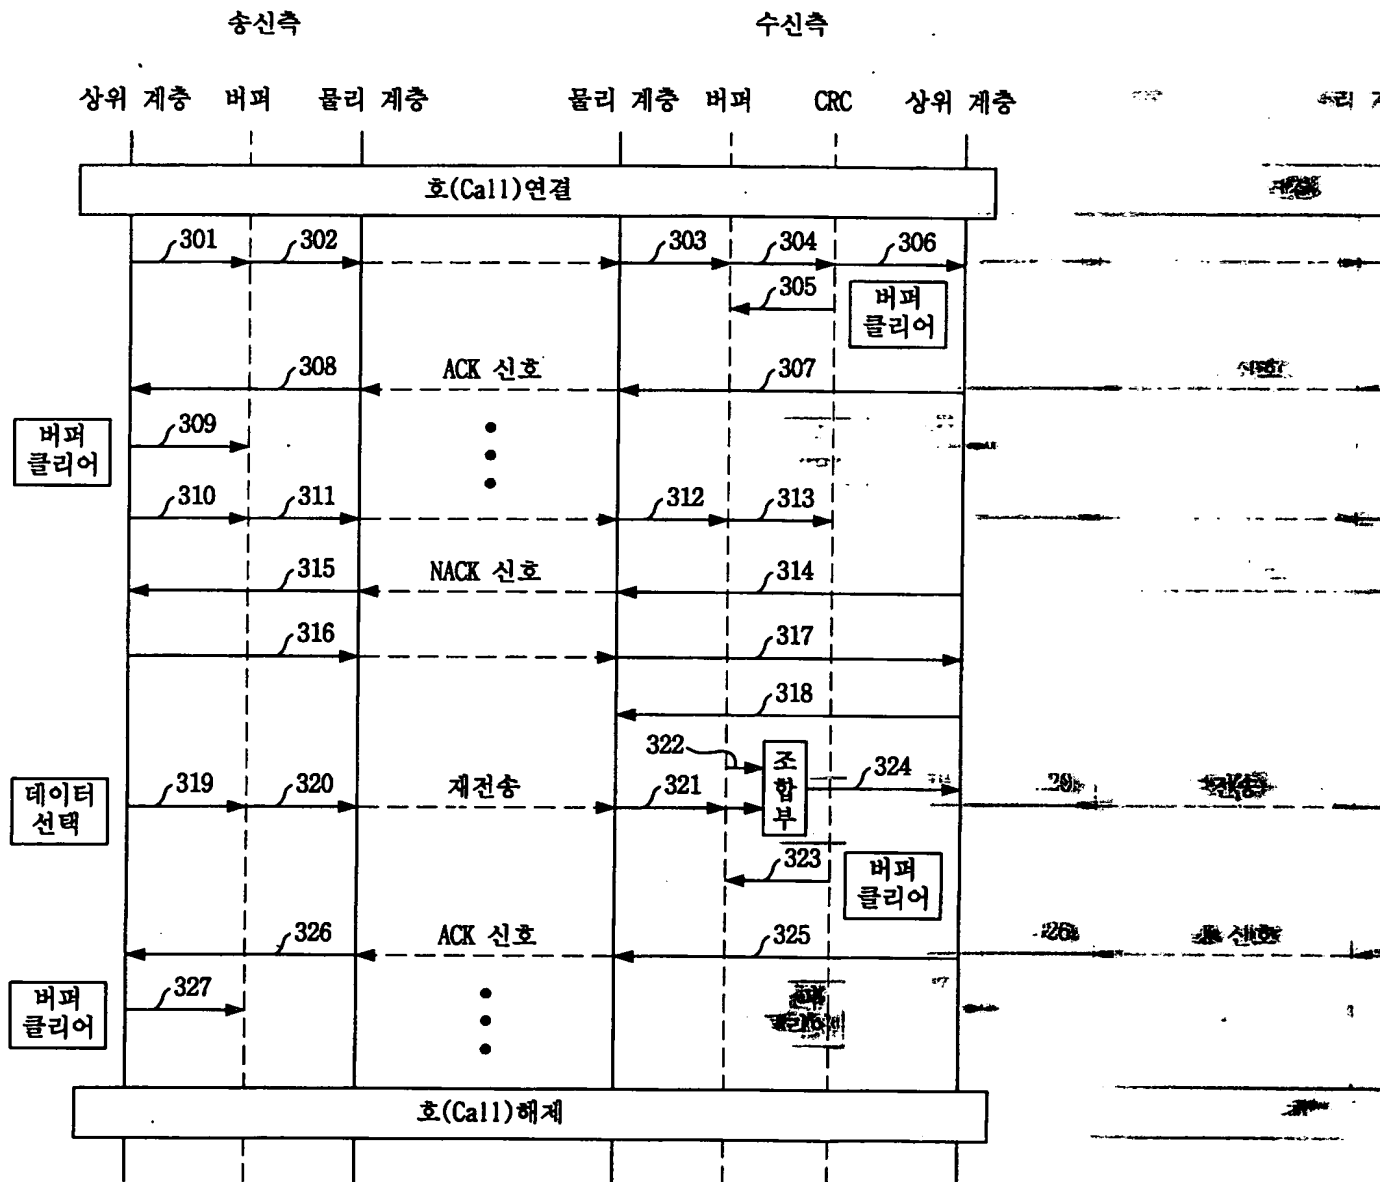 송신측 수신측
상위 계층 버퍼 물리 계층 물리 계층 버퍼 CRC 상위 계층
호(Call)연결
301 302 303 304 306
305
버퍼
클리어
308 ACK 신호 307
버퍼
클리어
309
310 311 312 313
315 NACK 신호 314
316 317
318
322
조
합
부
324
데이터
선택
319 320 재전송 321
323
버퍼
클리어
326 ACK 신호 325
버퍼
클리어
327
호(Call)해제